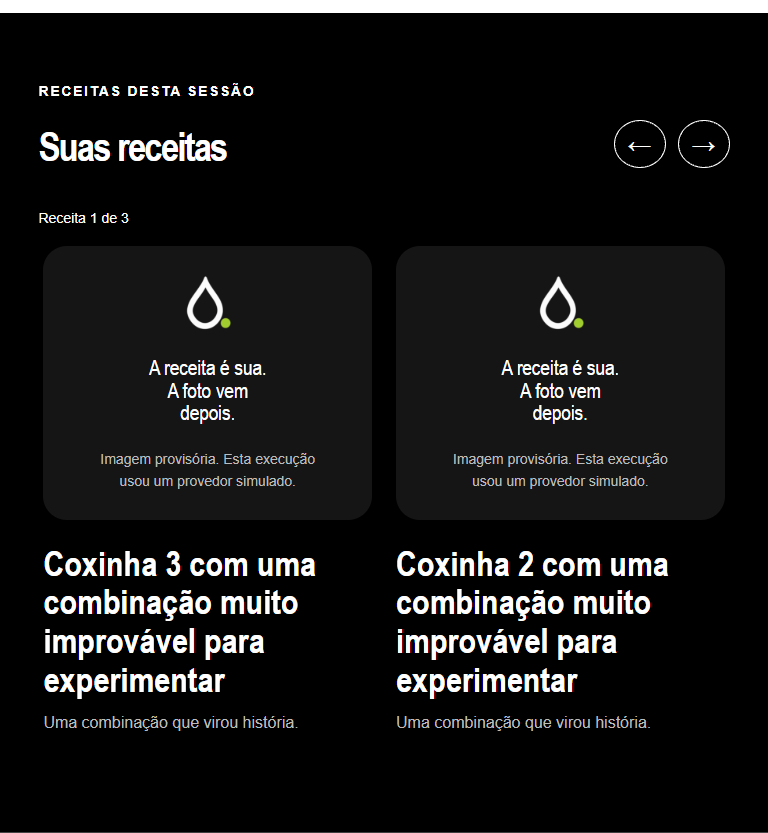 RECEITAS DESTA SESSÃO
Suas receitas
← →
Receita 1 de 3
A receita é sua.
A foto vem
depois.
Imagem provisória. Esta execução
usou um provedor simulado.
Coxinha 3 com uma
combinação muito
improvável para
experimentar
Uma combinação que virou história.
A receita é sua.
A foto vem
depois.
Imagem provisória. Esta execução
usou um provedor simulado.
Coxinha 2 com uma
combinação muito
improvável para
experimentar
Uma combinação que virou história.